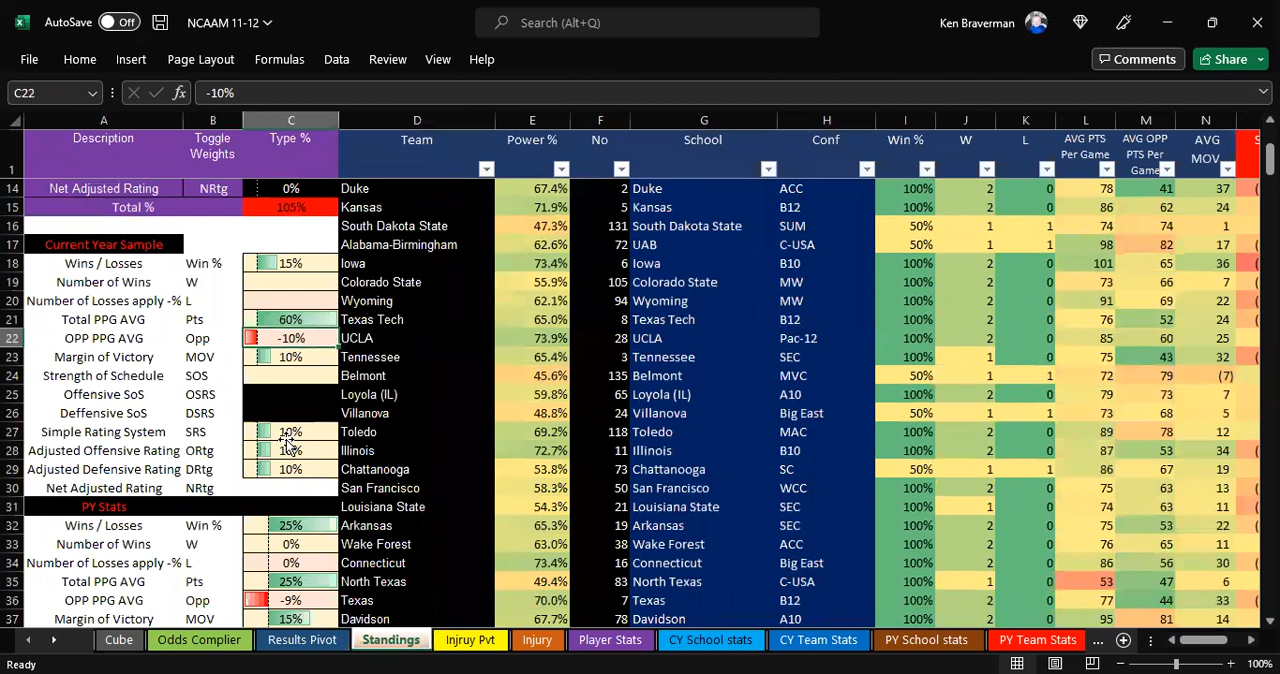 AutoSave Off NCAAM 11-12 Search (Alt+Q) Ken Braverman
File Home Insert Page Layout Formulas Data Review View Help Comments Share
C22 fx -10%
A B C D E F G H I J K L M N
1 Description Toggle Weights Type % Team Power % No School Conf Win % W L AVG PTS Per Game AVG OPP PTS Per Game AVG MOV S
14 Net Adjusted Rating NRtg 0% Duke 67.4% 2 Duke ACC 100% 2 0 78 41 37 (
15 Total % 105% Kansas 71.9% 5 Kansas B12 100% 2 0 86 62 24
16 South Dakota State 47.3% 131 South Dakota State SUM 50% 1 1 74 74 1
17 Current Year Sample Alabama-Birmingham 62.6% 72 UAB C-USA 50% 1 1 98 82 17 (
18 Wins / Losses Win % 15% Iowa 73.4% 6 Iowa B10 100% 2 0 101 65 36 (
19 Number of Wins W Colorado State 55.9% 105 Colorado State MW 100% 2 0 73 66 7
20 Number of Losses apply -% L Wyoming 62.1% 94 Wyoming MW 100% 2 0 91 69 22
21 Total PPG AVG Pts 60% Texas Tech 65.0% 8 Texas Tech B12 100% 2 0 76 52 24
22 OPP PPG AVG Opp -10% UCLA 73.9% 28 UCLA Pac-12 100% 2 0 85 60 25
23 Margin of Victory MOV 10% Tennessee 65.4% 3 Tennessee SEC 100% 2 0 75 43 32 (
24 Strength of Schedule SOS Belmont 45.6% 135 Belmont MVC 50% 1 1 72 79 (7)
25 Offensive SoS OSRS Loyola (IL) 59.8% 65 Loyola (IL) A10 100% 2 0 79 73 7
26 Deffensive SoS DSRS Villanova 48.8% 24 Villanova Big East 50% 1 1 73 68 5
27 Simple Rating System SRS 10% Toledo 69.2% 118 Toledo MAC 100% 2 0 89 78 12
28 Adjusted Offensive Rating ORtg 10% Illinois 72.7% 11 Illinois B10 100% 2 0 87 53 34 (
29 Adjusted Defensive Rating DRtg 10% Chattanooga 53.8% 73 Chattanooga SC 50% 1 1 86 67 19
30 Net Adjusted Rating NRtg San Francisco 58.3% 50 San Francisco WCC 100% 2 0 75 63 13
31 PY Stats Louisiana State 54.3% 21 Louisiana State SEC 100% 1 0 74 63 11
32 Wins / Losses Win % 25% Arkansas 65.3% 19 Arkansas SEC 100% 2 0 75 53 22
33 Number of Wins W 0% Wake Forest 63.0% 38 Wake Forest ACC 100% 2 0 76 65 11
34 Number of Losses apply -% L 0% Connecticut 73.4% 16 Connecticut Big East 100% 2 0 86 56 30 (
35 Total PPG AVG Pts 25% North Texas 49.4% 83 North Texas C-USA 100% 1 0 53 47 6
36 OPP PPG AVG Opp -9% Texas 70.0% 7 Texas B12 100% 2 0 77 44 33 (
37 Margin of Victory MOV 15% Davidson 67.7% 78 Davidson A10 100% 2 0 95 81 14
Cube Odds Complier Results Pivot Standings Injruy Pvt Injury Player Stats CY School stats CY Team Stats PY School stats PY Team Stats ...
Ready 100%